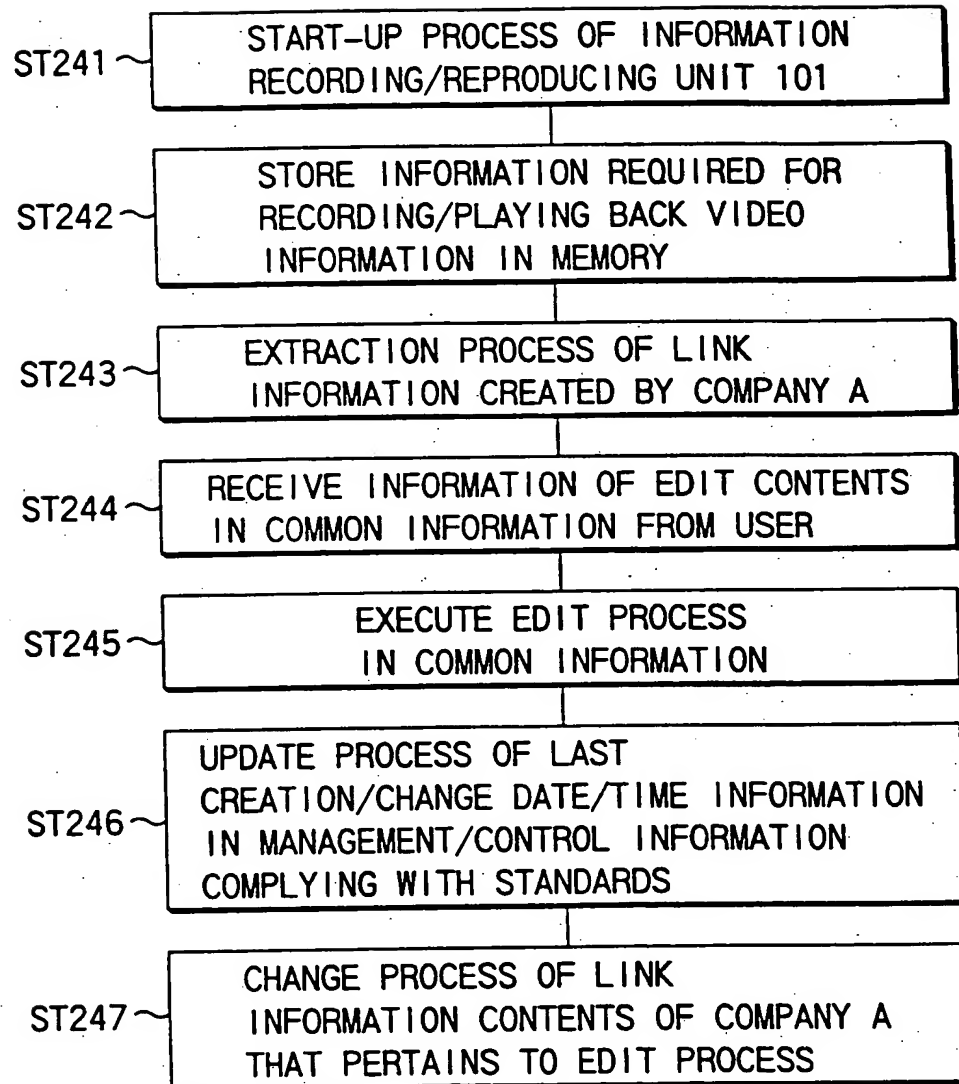 ST241
START-UP PROCESS OF INFORMATION
RECORDING/REPRODUCING UNIT 101
ST242
STORE INFORMATION REQUIRED FOR
RECORDING/PLAYING BACK VIDEO
INFORMATION IN MEMORY
ST243
EXTRACTION PROCESS OF LINK
INFORMATION CREATED BY COMPANY A
ST244
RECEIVE INFORMATION OF EDIT CONTENTS
IN COMMON INFORMATION FROM USER
ST245
EXECUTE EDIT PROCESS
IN COMMON INFORMATION
ST246
UPDATE PROCESS OF LAST
CREATION/CHANGE DATE/TIME INFORMATION
IN MANAGEMENT/CONTROL INFORMATION
COMPLYING WITH STANDARDS
ST247
CHANGE PROCESS OF LINK
INFORMATION CONTENTS OF COMPANY A
THAT PERTAINS TO EDIT PROCESS